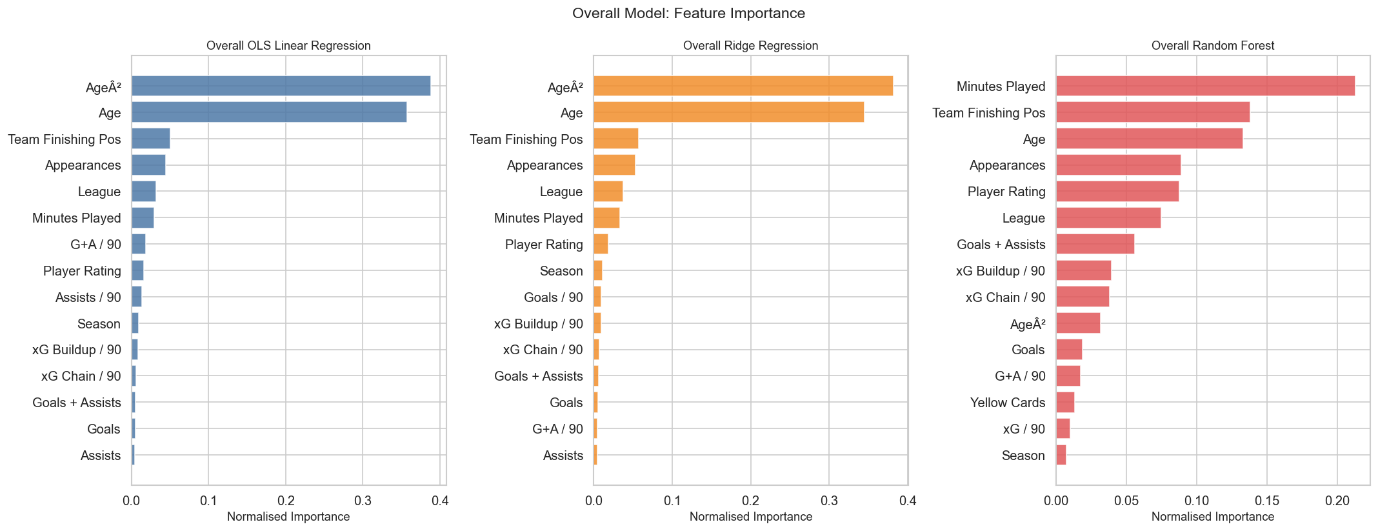 Overall Model: Feature Importance
Overall OLS Linear Regression
AgeÂ²
Age
Team Finishing Pos
Appearances
League
Minutes Played
G+A / 90
Player Rating
Assists / 90
Season
xG Buildup / 90
xG Chain / 90
Goals + Assists
Goals
Assists
0.0 0.1 0.2 0.3 0.4
Normalised Importance
Overall Ridge Regression
AgeÂ²
Age
Team Finishing Pos
Appearances
League
Minutes Played
Player Rating
Season
Goals / 90
xG Buildup / 90
xG Chain / 90
Goals + Assists
Goals
G+A / 90
Assists
0.0 0.1 0.2 0.3 0.4
Normalised Importance
Overall Random Forest
Minutes Played
Team Finishing Pos
Age
Appearances
Player Rating
League
Goals + Assists
xG Buildup / 90
xG Chain / 90
AgeÂ²
Goals
G+A / 90
Yellow Cards
xG / 90
Season
0.00 0.05 0.10 0.15 0.20
Normalised Importance